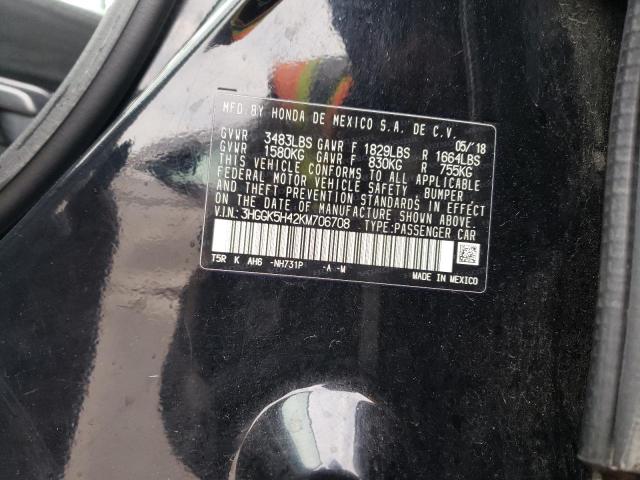 MFD BY HONDA DE MEXICO S.A. DE C.V. 05/18
GVWR 3483LBS GAWR F 1829LBS R 1664LBS
GVWR 1580KG GAWR F 830KG R 755KG
THIS VEHICLE CONFORMS TO ALL APPLICABLE
FEDERAL MOTOR VEHICLE SAFETY, BUMPER
AND THEFT PREVENTION STANDARDS IN EFFECT
ON THE DATE OF MANUFACTURE SHOWN ABOVE.
V.I.N: 3HGGK5H42KM706708 TYPE:PASSENGER CAR
T5R K AH6 -NH731P -A -M MADE IN MEXICO